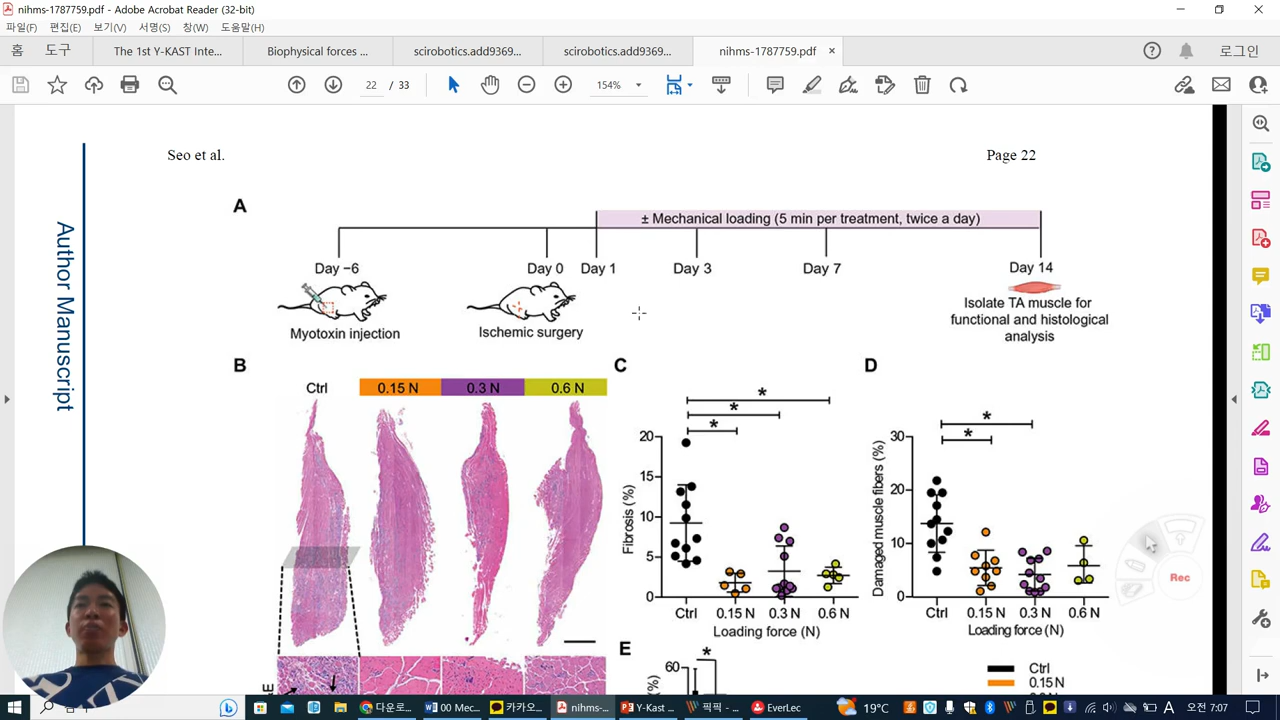 nihms-1787759.pdf - Adobe Acrobat Reader (32-bit)
파일(F) 편집(E) 보기(V) 서명(S) 창(W) 도움말(H)
홈 도구 The 1st Y-KAST Inte... Biophysical forces ... scirobotics.add9369... scirobotics.add9369... nihms-1787759.pdf × 로그인
22 / 33 154%
Seo et al. Page 22
Author Manuscript
A
± Mechanical loading (5 min per treatment, twice a day)
Day −6 Day 0 Day 1 Day 3 Day 7 Day 14
Myotoxin injection
Ischemic surgery
Isolate TA muscle for
functional and histological
analysis
B
Ctrl 0.15 N 0.3 N 0.6 N
C
* * *
Fibrosis (%)
20
15
10
5
0
Ctrl 0.15 N 0.3 N 0.6 N
Loading force (N)
D
* *
Damaged muscle fibers (%)
30
20
10
0
Ctrl 0.15 N 0.3 N 0.6 N
Loading force (N)
Rec
E
*
60
(%)
Ctrl
0.15 N
다운로... 00 Mec... 카카오... nihms-... Y-Kast ... 픽픽 - ... EverLec 19°C A 오전 7:07